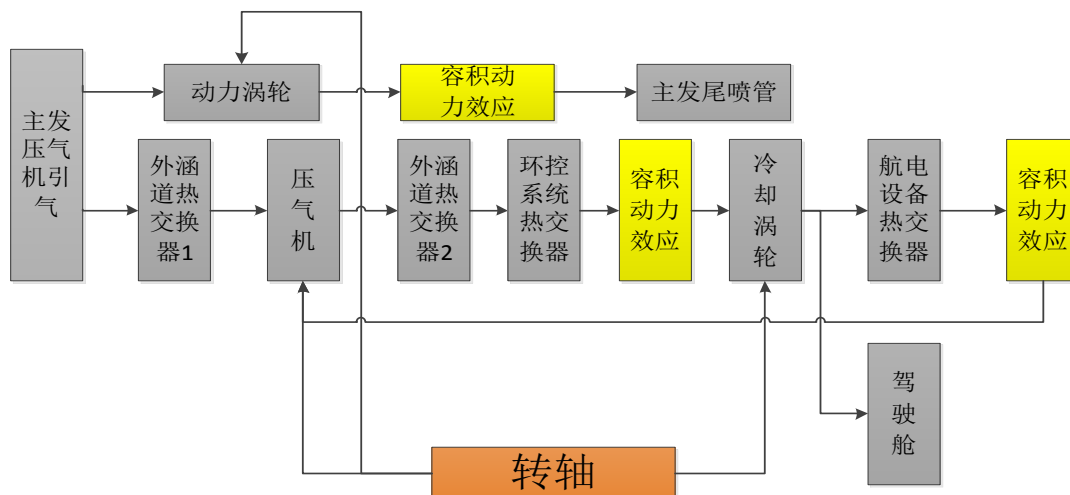 主发
压气
机引
气
动力涡轮
容积动
力效应
主发尾喷管
外涵
道热
交换
器1
压
气
机
外涵
道热
交换
器2
环控
系统
热交
换器
容积
动力
效应
冷
却
涡
轮
航电
设备
热交
换器
容积
动力
效应
驾
驶
舱
转轴